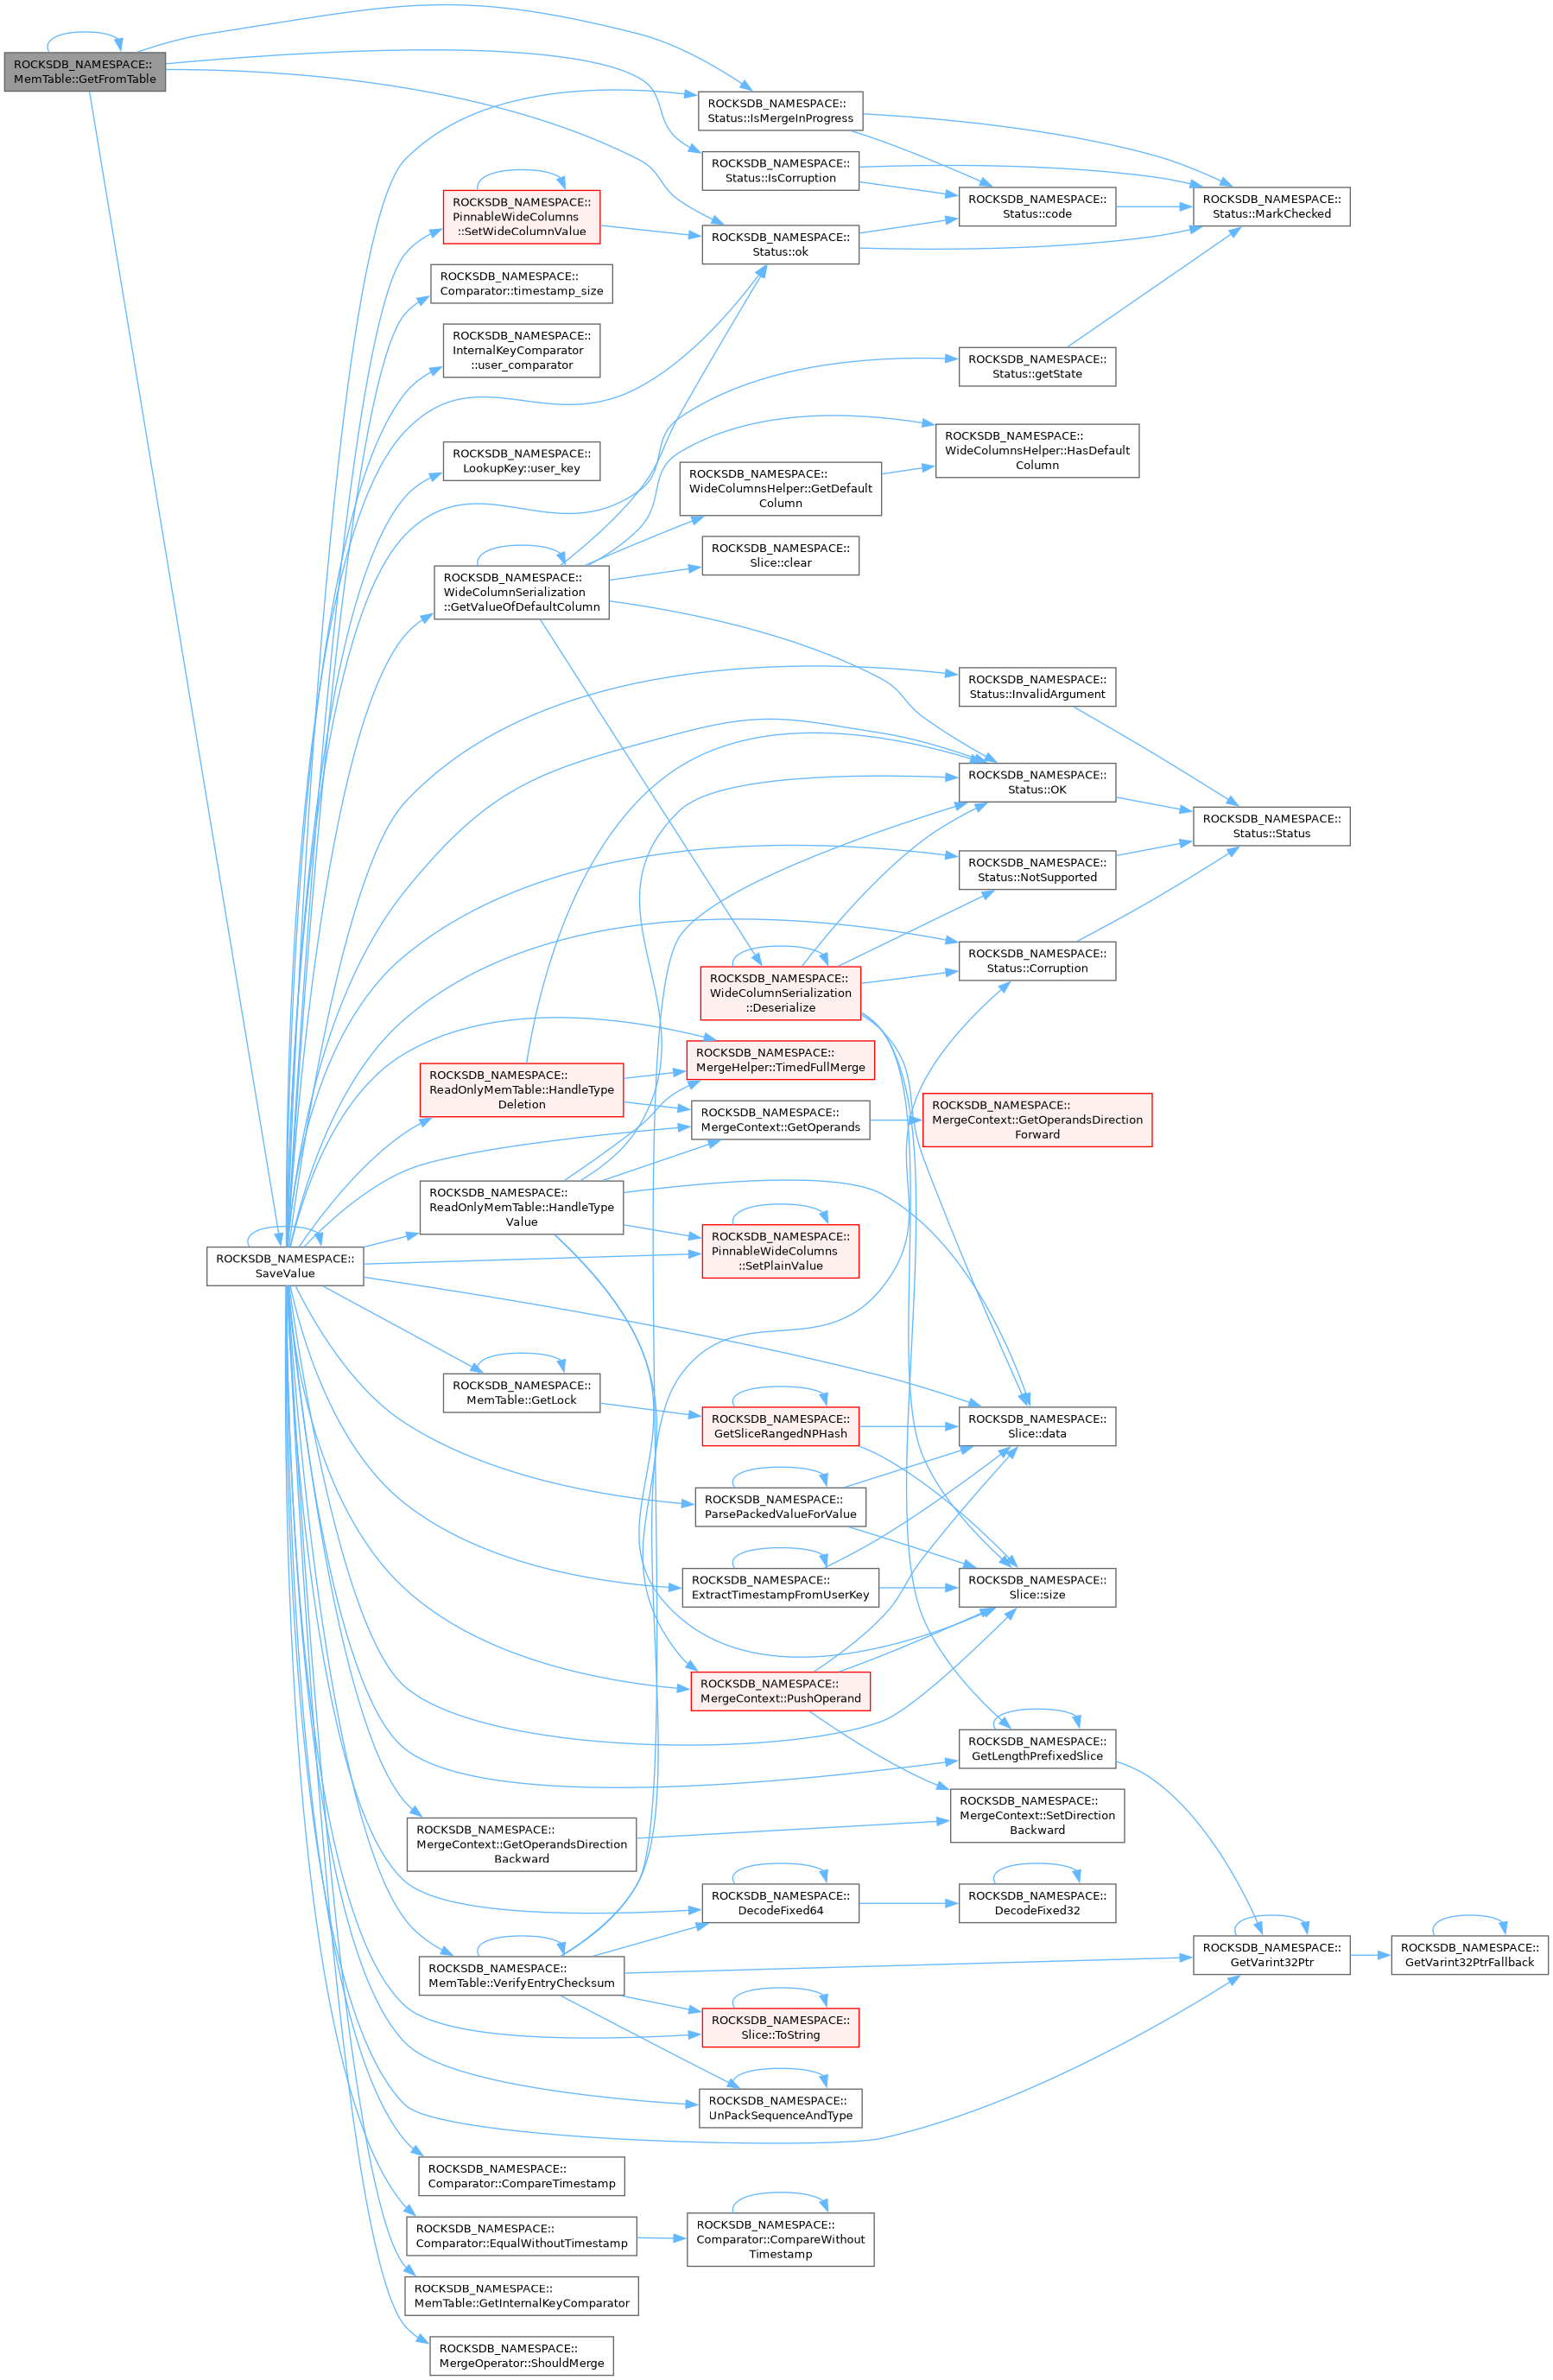 ROCKSDB_NAMESPACE::
MemTable::GetFromTable
ROCKSDB_NAMESPACE::
Status::IsMergeInProgress
ROCKSDB_NAMESPACE::
Status::IsCorruption
ROCKSDB_NAMESPACE::
Status::code
ROCKSDB_NAMESPACE::
Status::MarkChecked
ROCKSDB_NAMESPACE::
PinnableWideColumns
::SetWideColumnValue
ROCKSDB_NAMESPACE::
Status::ok
ROCKSDB_NAMESPACE::
Comparator::timestamp_size
ROCKSDB_NAMESPACE::
InternalKeyComparator
::user_comparator
ROCKSDB_NAMESPACE::
Status::getState
ROCKSDB_NAMESPACE::
WideColumnsHelper::HasDefault
Column
ROCKSDB_NAMESPACE::
LookupKey::user_key
ROCKSDB_NAMESPACE::
WideColumnsHelper::GetDefault
Column
ROCKSDB_NAMESPACE::
Slice::clear
ROCKSDB_NAMESPACE::
WideColumnSerialization
::GetValueOfDefaultColumn
ROCKSDB_NAMESPACE::
Status::InvalidArgument
ROCKSDB_NAMESPACE::
Status::OK
ROCKSDB_NAMESPACE::
Status::Status
ROCKSDB_NAMESPACE::
Status::NotSupported
ROCKSDB_NAMESPACE::
Status::Corruption
ROCKSDB_NAMESPACE::
WideColumnSerialization
::Deserialize
ROCKSDB_NAMESPACE::
MergeHelper::TimedFullMerge
ROCKSDB_NAMESPACE::
ReadOnlyMemTable::HandleType
Deletion
ROCKSDB_NAMESPACE::
MergeContext::GetOperands
ROCKSDB_NAMESPACE::
MergeContext::GetOperandsDirection
Forward
ROCKSDB_NAMESPACE::
ReadOnlyMemTable::HandleType
Value
ROCKSDB_NAMESPACE::
PinnableWideColumns
::SetPlainValue
ROCKSDB_NAMESPACE::
SaveValue
ROCKSDB_NAMESPACE::
MemTable::GetLock
ROCKSDB_NAMESPACE::
GetSliceRangedNPHash
ROCKSDB_NAMESPACE::
Slice::data
ROCKSDB_NAMESPACE::
ParsePackedValueForValue
ROCKSDB_NAMESPACE::
ExtractTimestampFromUserKey
ROCKSDB_NAMESPACE::
Slice::size
ROCKSDB_NAMESPACE::
MergeContext::PushOperand
ROCKSDB_NAMESPACE::
GetLengthPrefixedSlice
ROCKSDB_NAMESPACE::
MergeContext::SetDirection
Backward
ROCKSDB_NAMESPACE::
MergeContext::GetOperandsDirection
Backward
ROCKSDB_NAMESPACE::
DecodeFixed64
ROCKSDB_NAMESPACE::
DecodeFixed32
ROCKSDB_NAMESPACE::
GetVarint32Ptr
ROCKSDB_NAMESPACE::
GetVarint32PtrFallback
ROCKSDB_NAMESPACE::
MemTable::VerifyEntryChecksum
ROCKSDB_NAMESPACE::
Slice::ToString
ROCKSDB_NAMESPACE::
UnPackSequenceAndType
ROCKSDB_NAMESPACE::
Comparator::CompareTimestamp
ROCKSDB_NAMESPACE::
Comparator::EqualWithoutTimestamp
ROCKSDB_NAMESPACE::
Comparator::CompareWithout
Timestamp
ROCKSDB_NAMESPACE::
MemTable::GetInternalKeyComparator
ROCKSDB_NAMESPACE::
MergeOperator::ShouldMerge